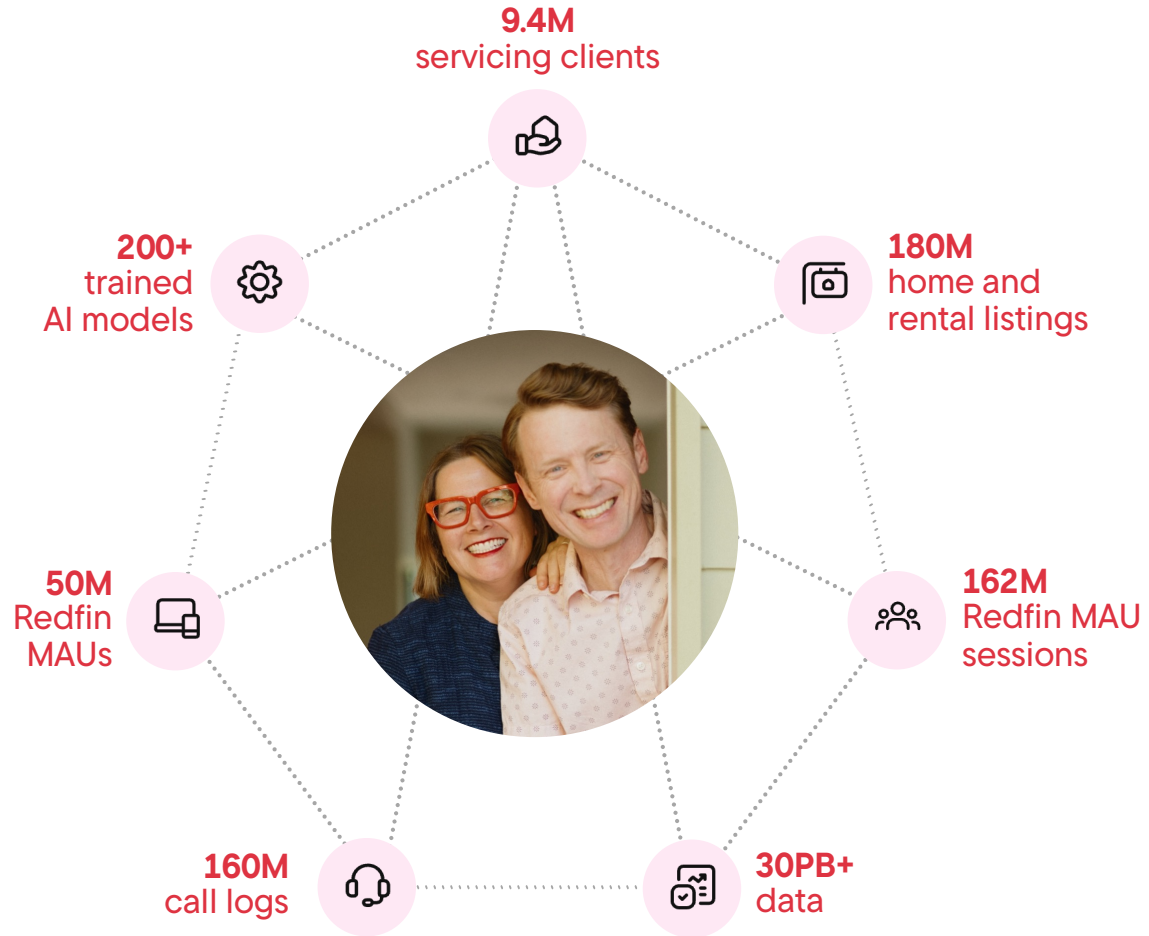 9.4M
servicing clients
200+
trained
AI models
180M
home and
rental listings
50M
Redfin
MAUs
162M
Redfin MAU
sessions
160M
call logs
30PB+
data